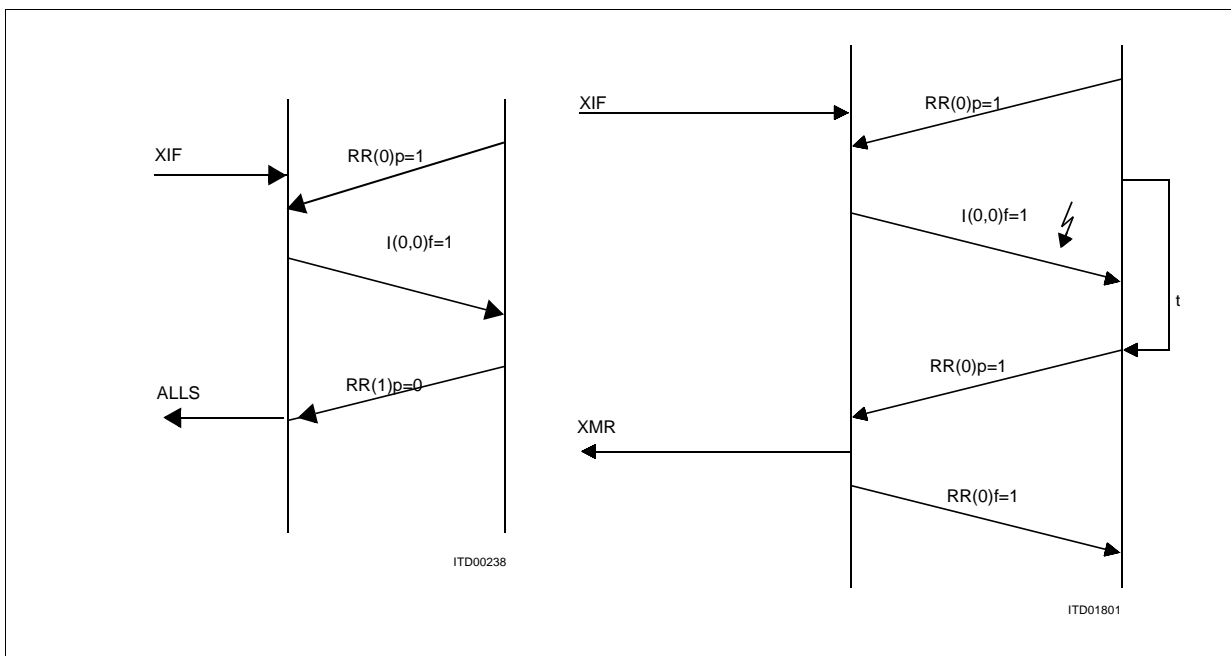 XIF
RR(0)p=1
I(0,0)f=1
RR(1)p=0
ALLS
ITD00238
XIF
RR(0)p=1
I(0,0)f=1
t
RR(0)p=1
XMR
RR(0)f=1
ITD01801